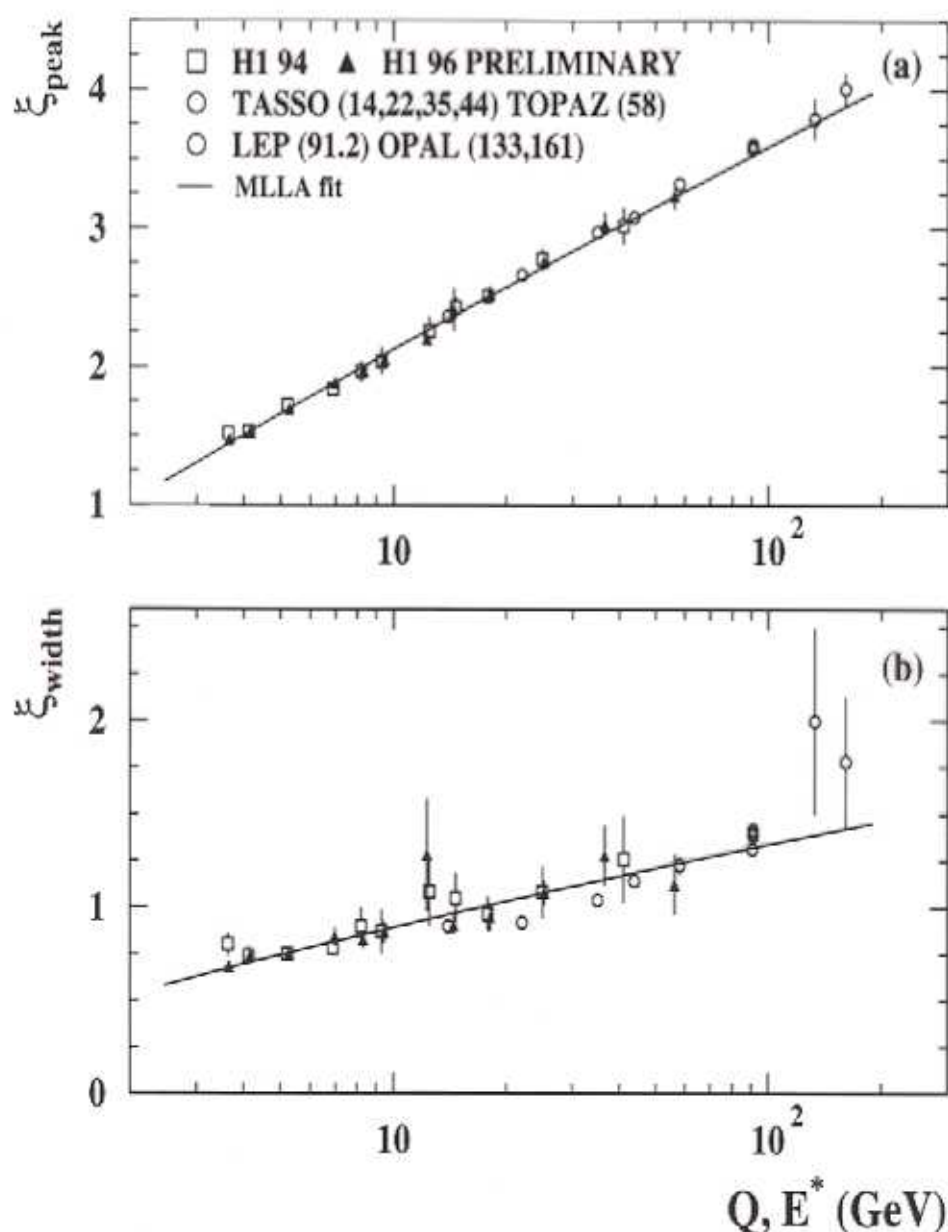 ξpeak
(a)
□ H1 94 ▲ H1 96 PRELIMINARY
○ TASSO (14,22,35,44) TOPAZ (58)
○ LEP (91.2) OPAL (133,161)
— MLLA fit
4
3
2
1
10
10²
ξwidth
(b)
2
1
0
10
10²
Q, E* (GeV)